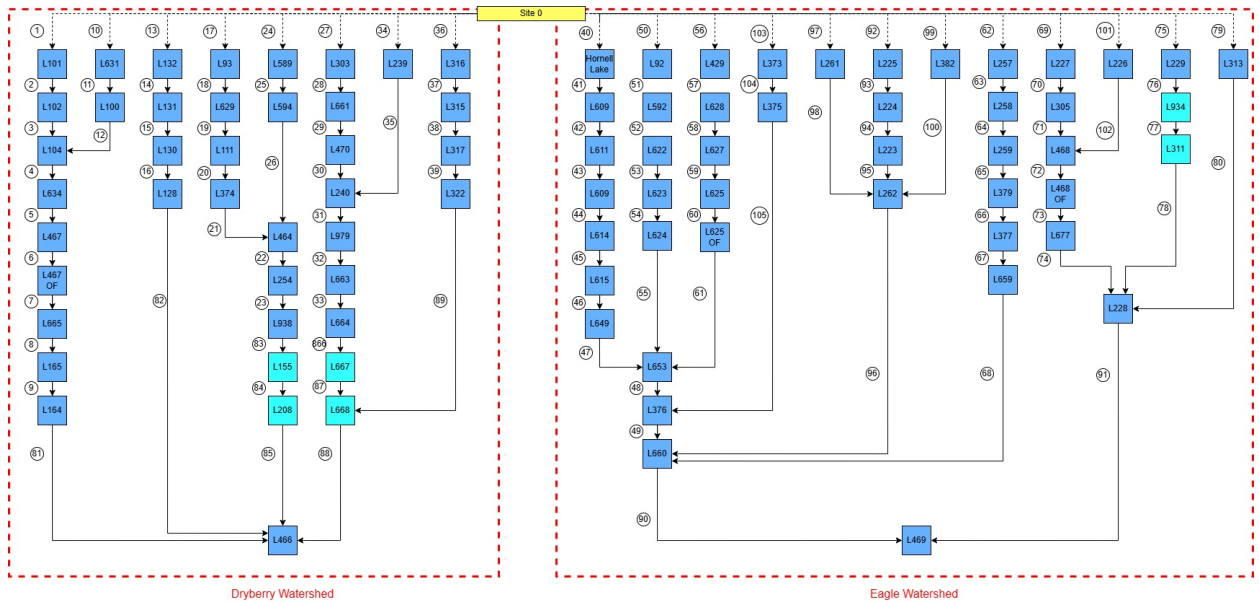 Site 0
1
10
13
17
24
27
34
36
40
50
56
103
97
92
99
62
69
101
75
79
L101
L631
L132
L93
L589
L303
L239
L316
Hornell
Lake
L92
L429
L373
L261
L225
L382
L257
L227
L226
L229
L313
2
11
14
18
25
28
37
41
51
57
104
93
63
70
76
L102
L100
L131
L629
L594
L661
L315
L609
L592
L628
L375
L224
L258
L305
L934
3
12
15
19
29
35
38
42
52
58
98
94
100
64
71
102
77
L104
L130
L111
L470
L317
L611
L622
L627
L223
L259
L468
L311
4
16
20
26
30
39
43
53
59
95
65
72
80
L634
L128
L374
L240
L322
L609
L623
L625
L262
L379
L468
OF
5
21
31
44
54
60
105
66
73
78
L467
L464
L979
L614
L624
L625
OF
L377
L677
6
22
32
45
67
74
L467
OF
L254
L663
L615
L659
7
82
23
33
89
46
55
61
L665
L938
L664
L649
L228
8
83
866
47
L165
L155
L667
L653
9
84
87
48
96
68
91
L164
L208
L668
L376
49
81
85
88
L660
90
L466
L469
Dryberry Watershed
Eagle Watershed